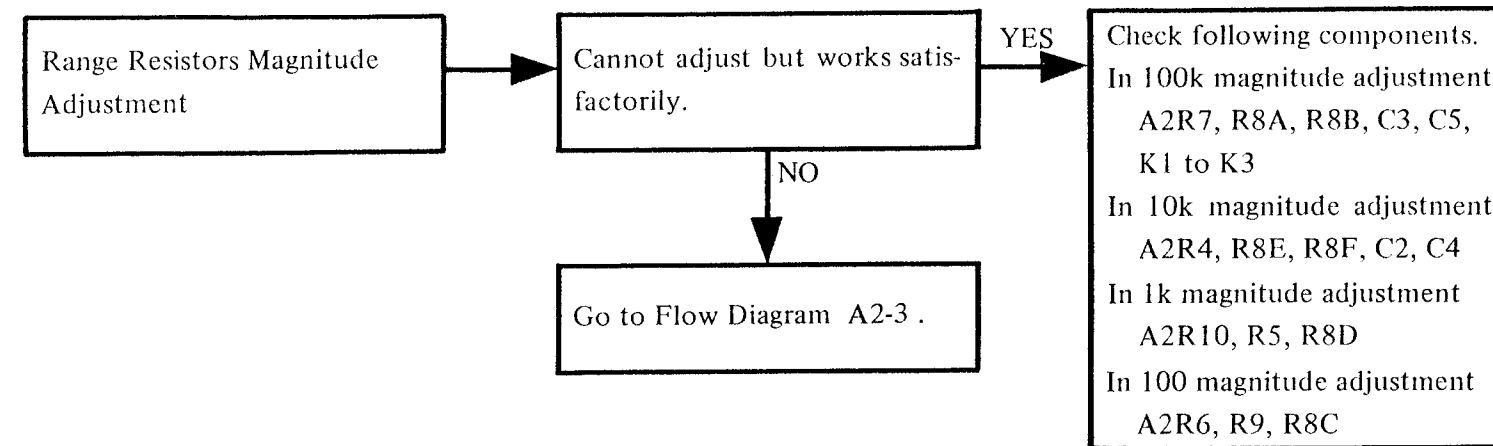 Range Resistors Magnitude
Adjustment
Cannot adjust but works satis-
factorily.
YES
NO
Go to Flow Diagram A2-3 .
Check following components.
In 100k magnitude adjustment
A2R7, R8A, R8B, C3, C5,
K1 to K3
In 10k magnitude adjustment
A2R4, R8E, R8F, C2, C4
In 1k magnitude adjustment
A2R10, R5, R8D
In 100 magnitude adjustment
A2R6, R9, R8C